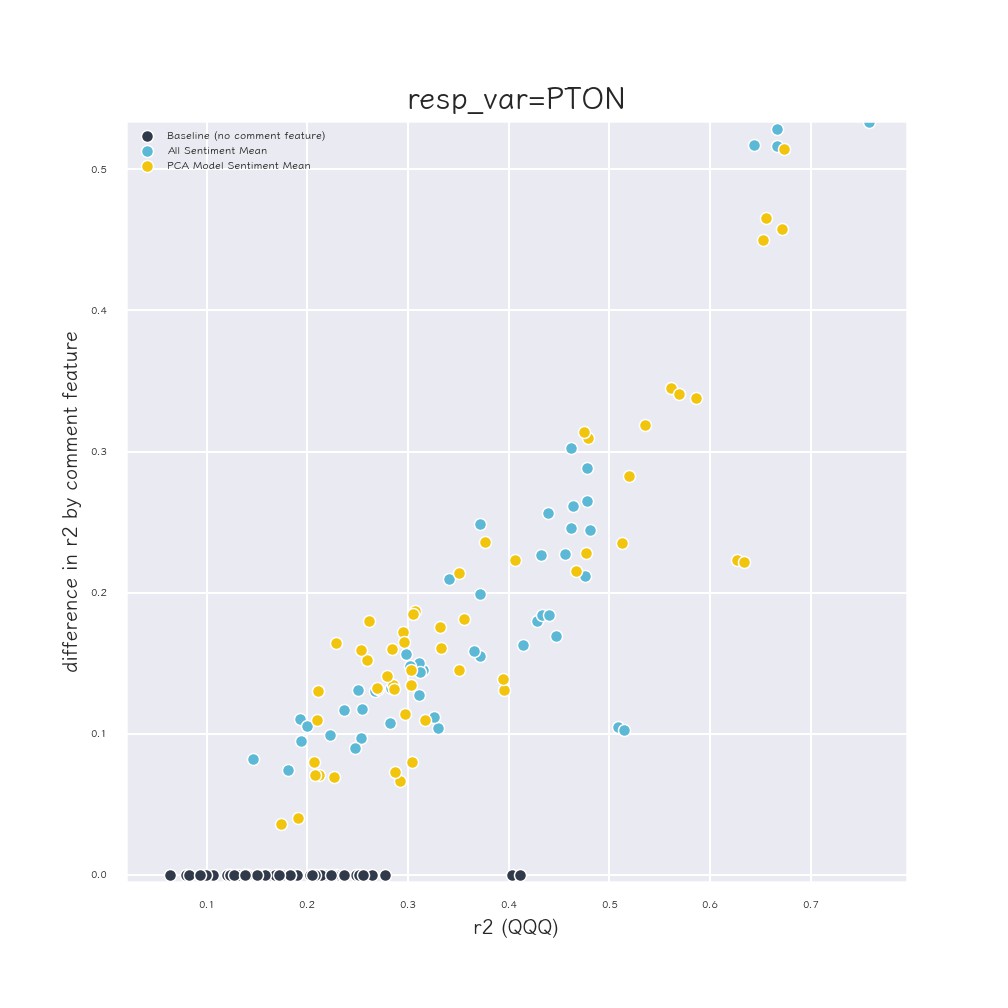 resp_var=PTON
Baseline (no comment feature)
All Sentiment Mean
PCA Model Sentiment Mean
difference in r2 by comment feature
0.5
0.4
0.3
0.2
0.1
0.0
0.1 0.2 0.3 0.4 0.5 0.6 0.7
r2 (QQQ)